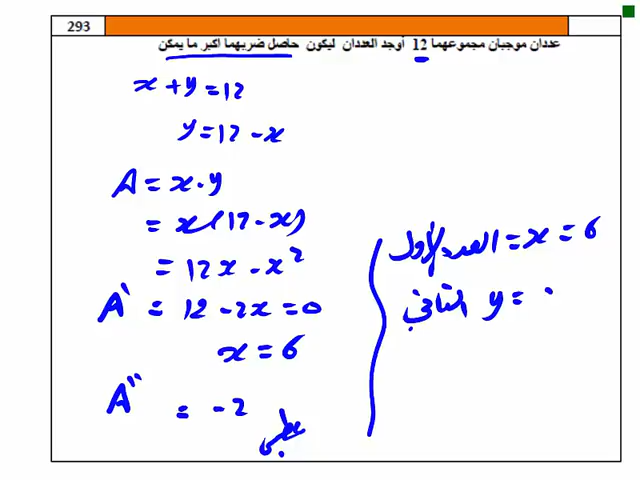 293
عددان موجبان مجموعهما 12 أوجد العددان ليكون حاصل ضربهما اكبر ما يمكن
x + y = 12
y = 12 - x
A = x . y
= x(12 - x)
= 12x - x²
A' = 12 - 2x = 0
x = 6
A'' = -2
عظمى
العدد الأول = x = 6
الثاني y =